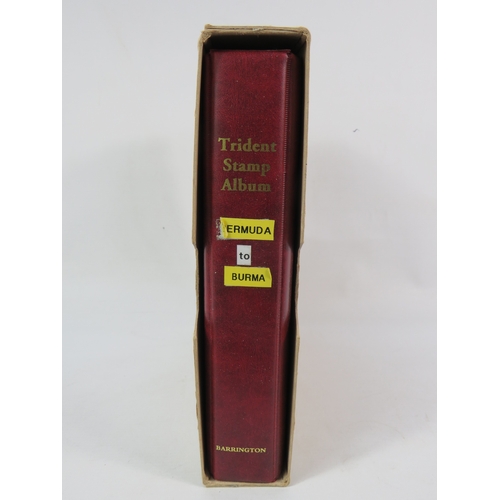 Trident
Stamp
Album
ERMUDA
to
BURMA
BARRINGTON